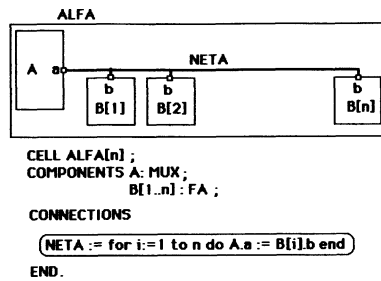 ALFA
A a NETA
b b b
B[1] B[2] B[n]
CELL ALFA[n] ;
COMPONENTS A: MUX ;
B[1..n] : FA ;
CONNECTIONS
NETA := for i:=1 to n do A.a := B[i].b end
END.